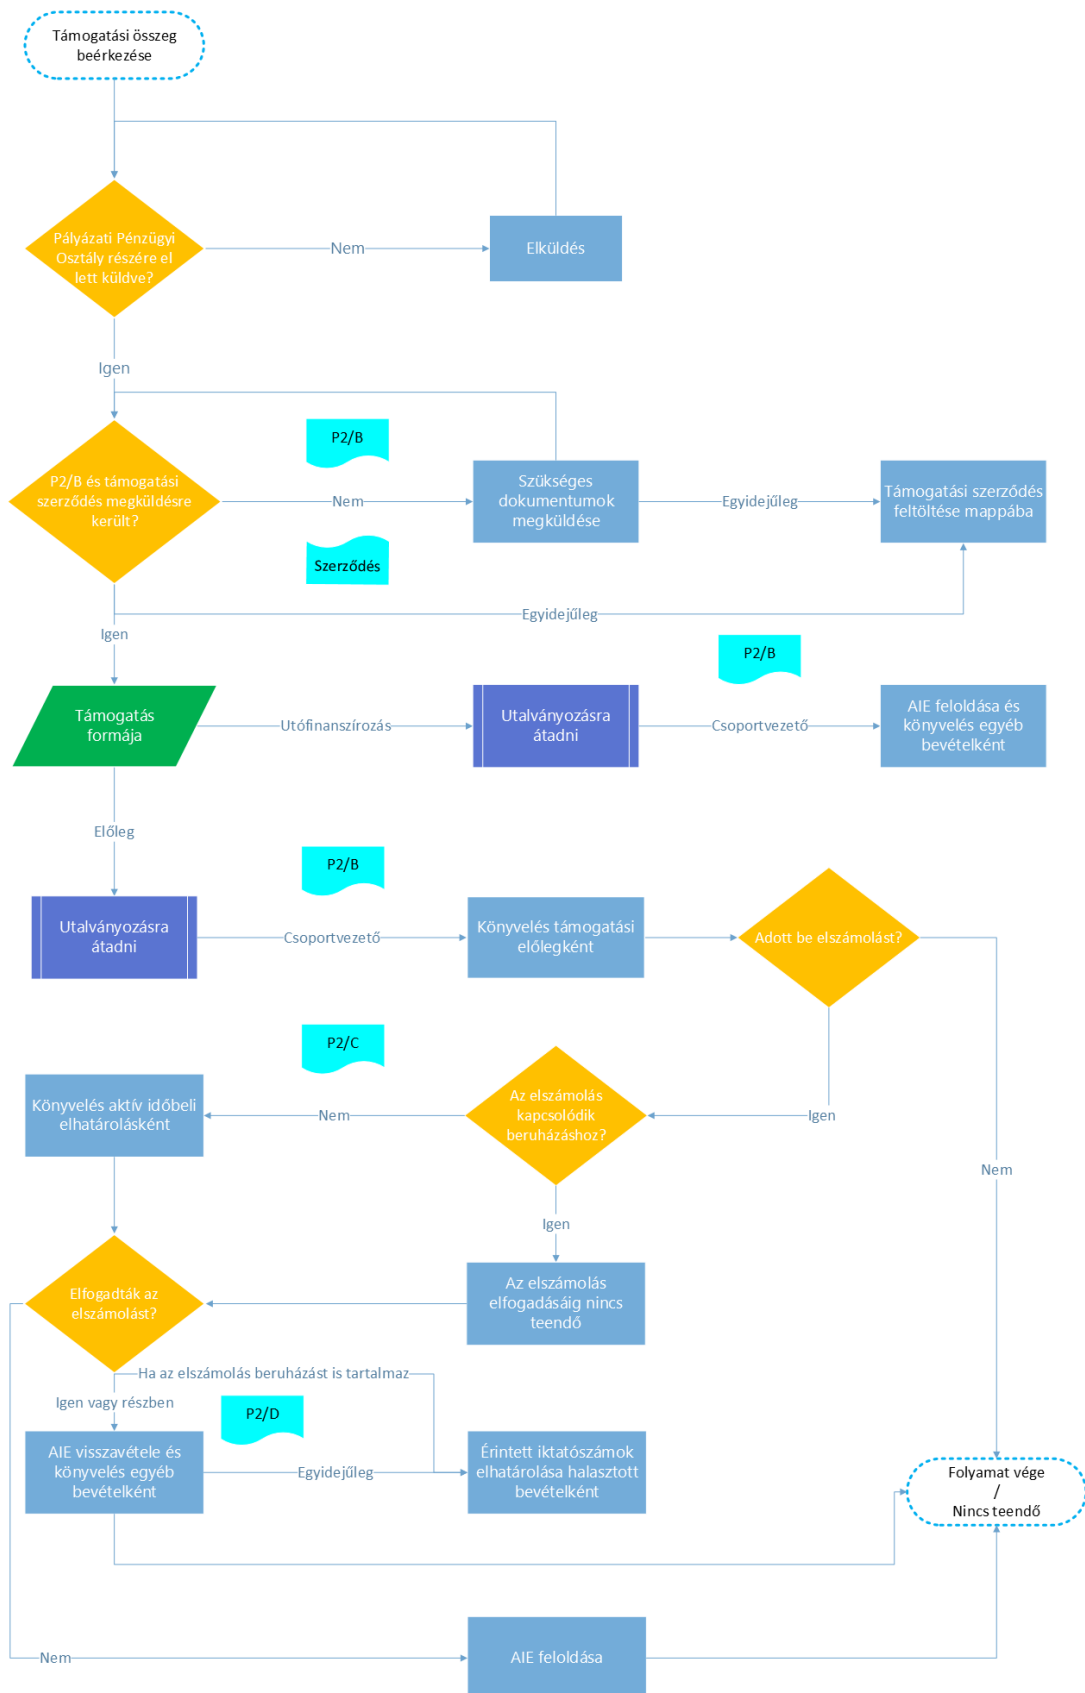 Támogatási összeg
beérkezése
Pályázati Pénzügyi
Osztály részére el
lett küldve?
Nem
Elküldés
Igen
P2/B és támogatási
szerződés megküldésre
került?
P2/B
Nem
Szerződés
Szükséges
dokumentumok
megküldése
Egyidejűleg
Támogatási szerződés
feltöltése mappába
Egyidejűleg
Igen
Támogatás
formája
Utófinanszírozás
Utalványozásra
átadni
P2/B
Csoportvezető
AIE feloldása és
könyvelés egyéb
bevételként
Előleg
Utalványozásra
átadni
P2/B
Csoportvezető
Könyvelés támogatási
előlegként
Adott be elszámolást?
Igen
Nem
Az elszámolás
kapcsolódik
beruházáshoz?
P2/C
Nem
Könyvelés aktív időbeli
elhatárolásként
Igen
Az elszámolás
elfogadásáig nincs
teendő
Elfogadták az
elszámolást?
Ha az elszámolás beruházást is tartalmaz
Igen vagy részben
P2/D
AIE visszavétele és
könyvelés egyéb
bevételként
Egyidejűleg
Érintett iktatószámok
elhatárolása halasztott
bevételként
Folyamat vége
/
Nincs teendő
Nem
AIE feloldása